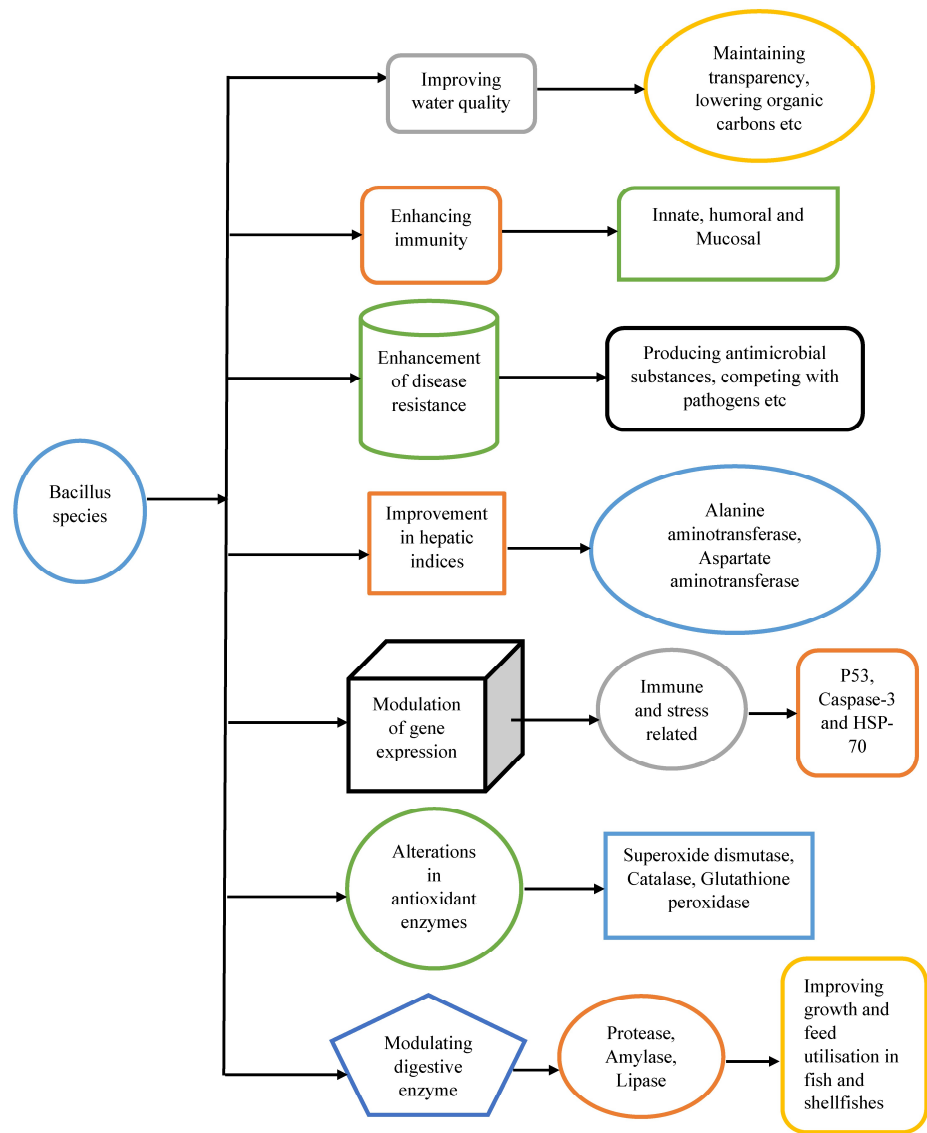 Improving
water quality
Maintaining
transparency,
lowering organic
carbons etc
Enhancing
immunity
Innate, humoral and
Mucosal
Enhancement
of disease
resistance
Producing antimicrobial
substances, competing with
pathogens etc
Bacillus
species
Improvement
in hepatic
indices
Alanine
aminotransferase,
Aspartate
aminotransferase
Modulation
of gene
expression
Immune
and stress
related
P53,
Caspase-3
and HSP-
70
Alterations
in
antioxidant
enzymes
Superoxide dismutase,
Catalase, Glutathione
peroxidase
Modulating
digestive
enzyme
Protease,
Amylase,
Lipase
Improving
growth and
feed
utilisation in
fish and
shellfishes